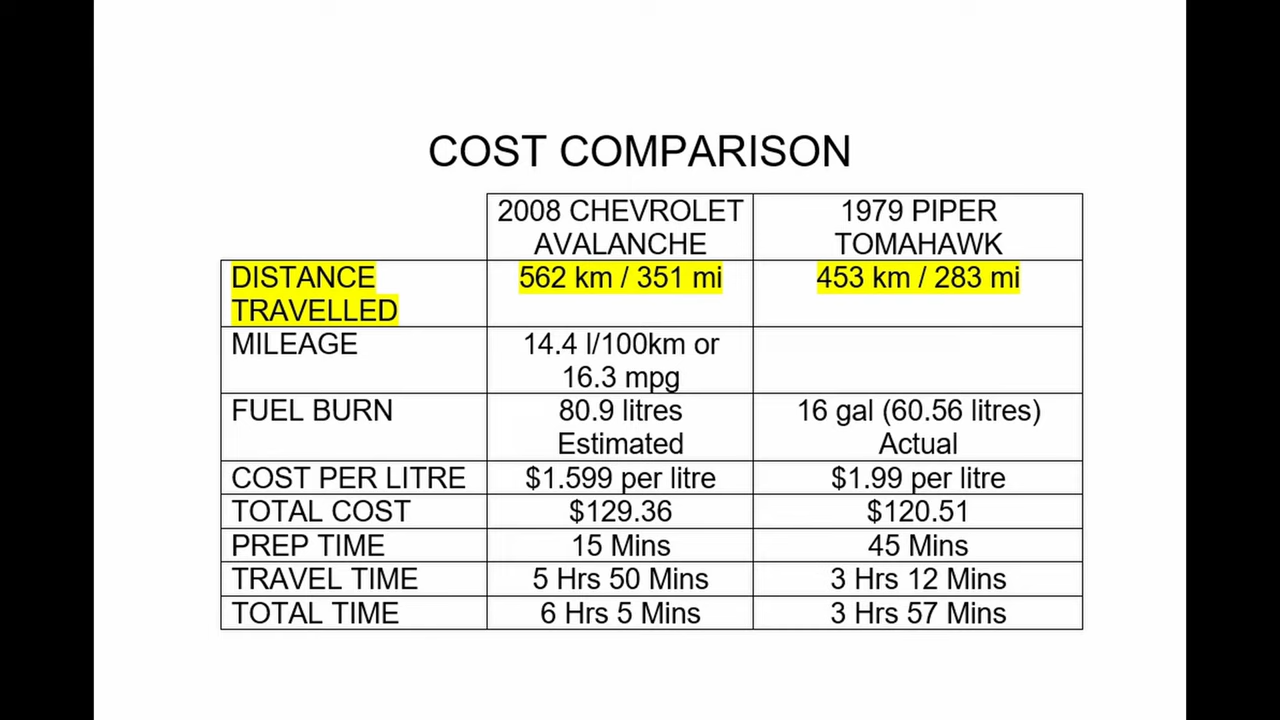 COST COMPARISON
2008 CHEVROLET 1979 PIPER
AVALANCHE TOMAHAWK
DISTANCE 562 km / 351 mi 453 km / 283 mi
TRAVELLED
MILEAGE 14.4 l/100km or
16.3 mpg
FUEL BURN 80.9 litres 16 gal (60.56 litres)
Estimated Actual
COST PER LITRE $1.599 per litre $1.99 per litre
TOTAL COST $129.36 $120.51
PREP TIME 15 Mins 45 Mins
TRAVEL TIME 5 Hrs 50 Mins 3 Hrs 12 Mins
TOTAL TIME 6 Hrs 5 Mins 3 Hrs 57 Mins